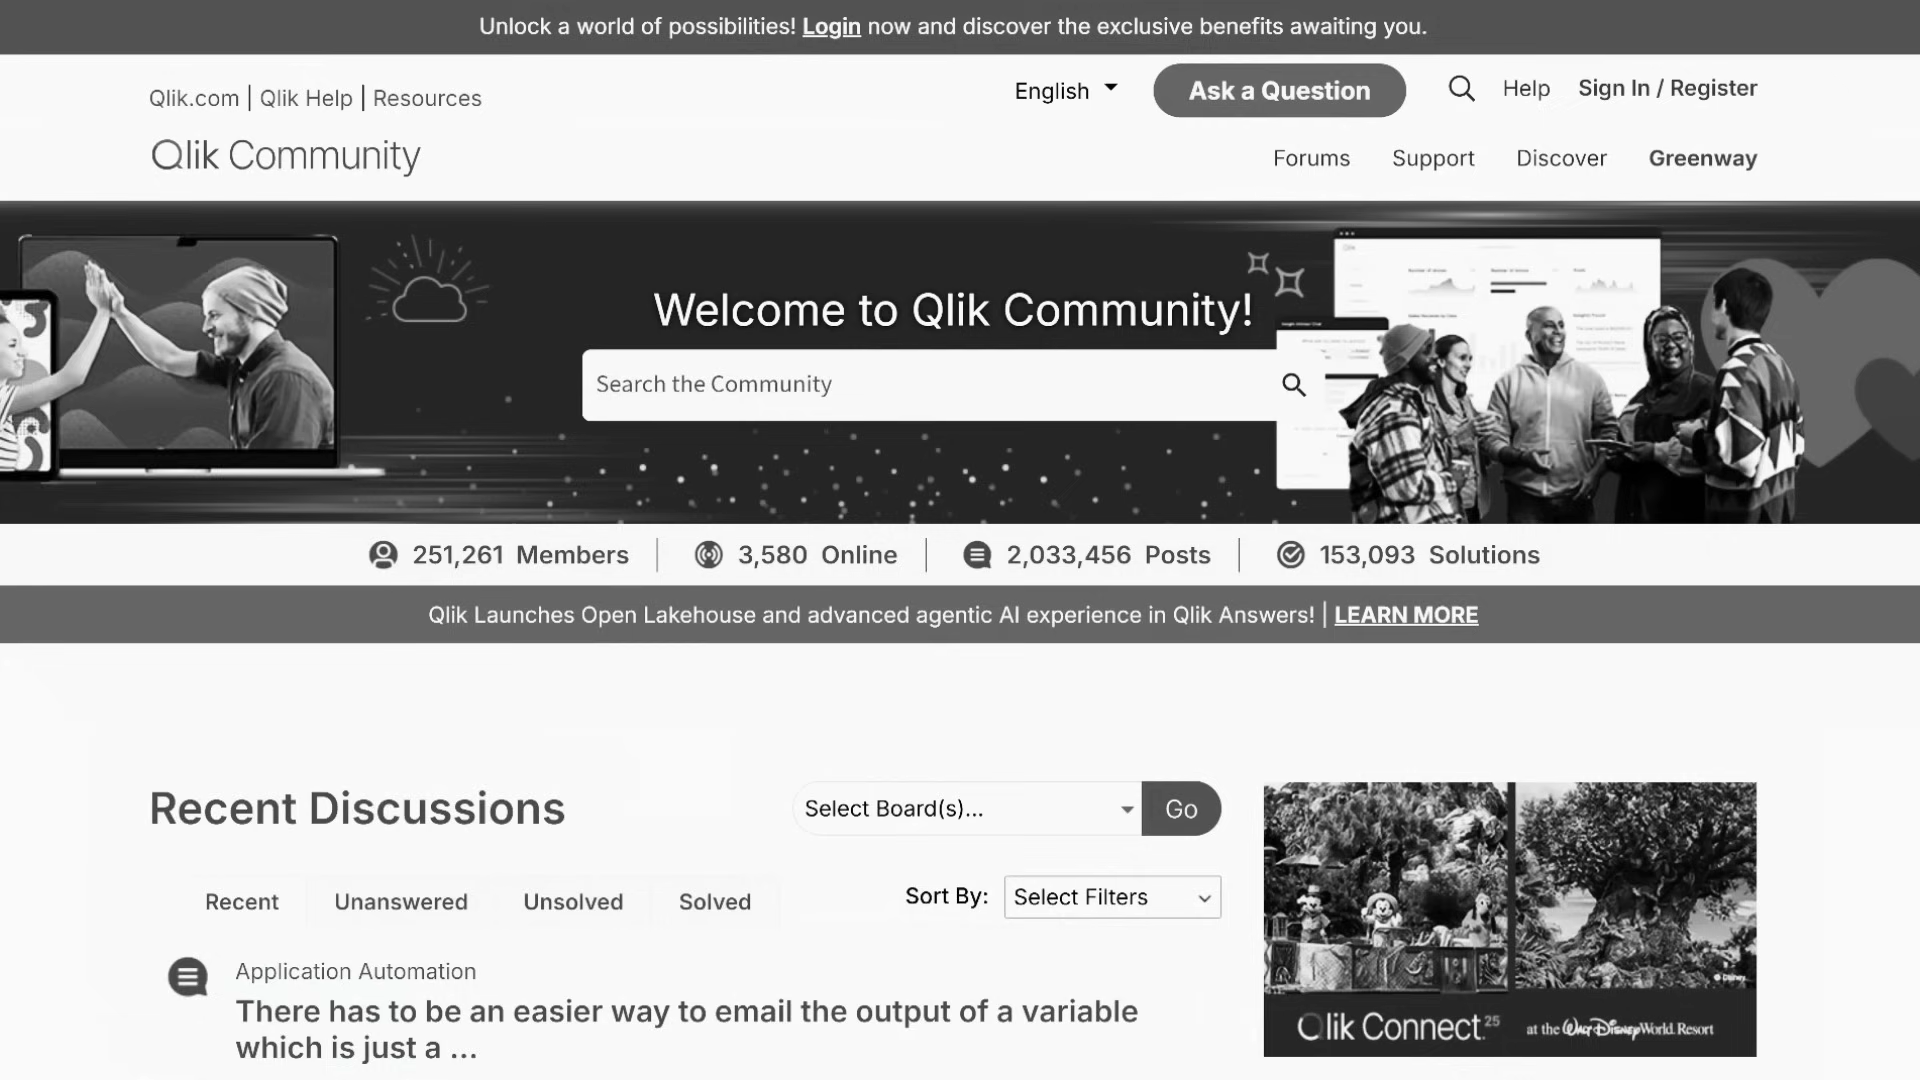 Unlock a world of possibilities! Login now and discover the exclusive benefits awaiting you.
Qlik.com | Qlik Help | Resources
English
Ask a Question
Help
Sign In / Register
Qlik Community
Forums
Support
Discover
Greenway
Welcome to Qlik Community!
Search the Community
251,261 Members
3,580 Online
2,033,456 Posts
153,093 Solutions
Qlik Launches Open Lakehouse and advanced agentic AI experience in Qlik Answers! | LEARN MORE
Recent Discussions
Select Board(s)...
Go
Recent
Unanswered
Unsolved
Solved
Sort By:
Select Filters
Application Automation
There has to be an easier way to email the output of a variable
which is just a ...
© Disney
Qlik Connect 25
at the Walt Disney World. Resort